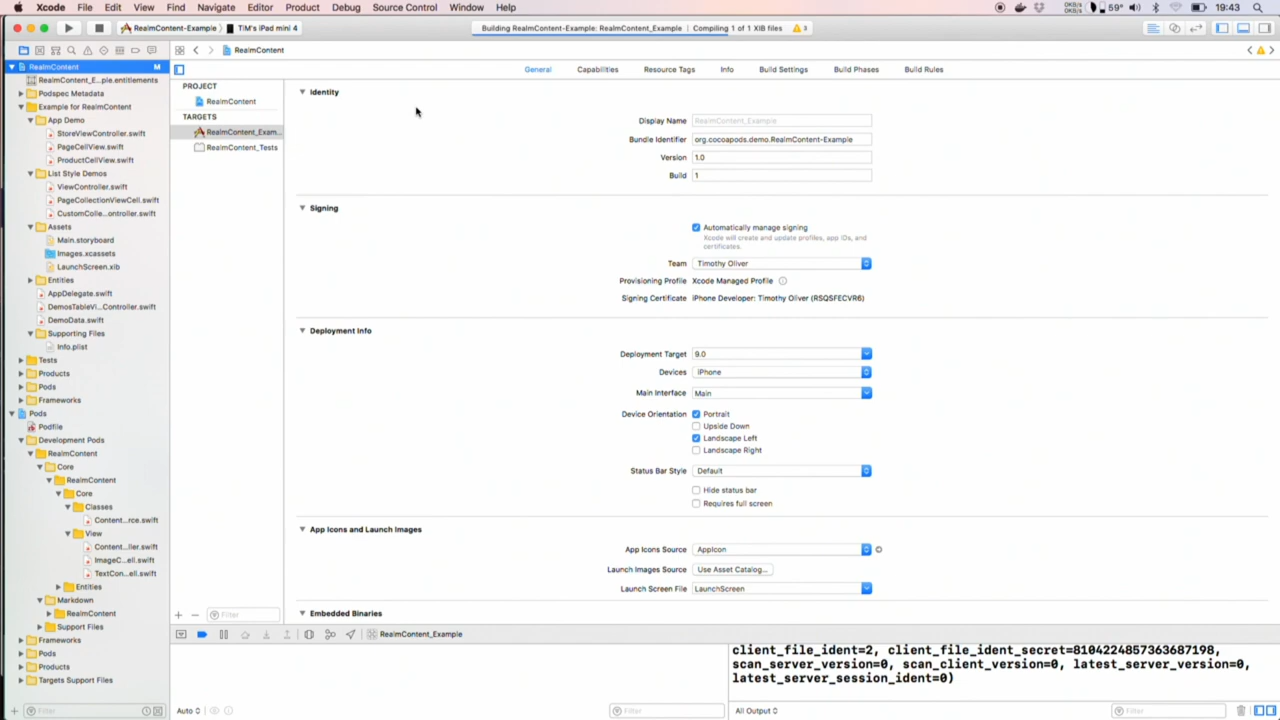 Xcode File Edit View Find Navigate Editor Product Debug Source Control Window Help 59° 19:43
RealmContent-Example TiM's iPad mini 4 Building RealmContent-Example: RealmContent_Example Compiling 1 of 1 XIB files 3
RealmContent
RealmContent M
RealmContent_E...ple.entitlements
Podspec Metadata
Example for RealmContent
App Demo
StoreViewController.swift
PageCellView.swift
ProductCellView.swift
List Style Demos
ViewController.swift
PageCollectionViewCell.swift
CustomColle...ontroller.swift
Assets
Main.storyboard
Images.xcassets
LaunchScreen.xib
Entities
AppDelegate.swift
DemosTableVi...Controller.swift
DemoData.swift
Supporting Files
Info.plist
Tests
Products
Pods
Frameworks
Pods
Podfile
Development Pods
RealmContent
Core
RealmContent
Core
Classes
Content...rce.swift
View
Content...ller.swift
ImageC...ell.swift
TextCon...ell.swift
Entities
Markdown
RealmContent
Support Files
Frameworks
Pods
Products
Targets Support Files
Filter
PROJECT
RealmContent
TARGETS
RealmContent_Exam...
RealmContent_Tests
Filter
General Capabilities Resource Tags Info Build Settings Build Phases Build Rules
Identity
Display Name RealmContent_Example
Bundle Identifier org.cocoapods.demo.RealmContent-Example
Version 1.0
Build 1
Signing
Automatically manage signing
Xcode will create and update profiles, app IDs, and
certificates.
Team Timothy Oliver
Provisioning Profile Xcode Managed Profile
Signing Certificate iPhone Developer: Timothy Oliver (RSQSFECVR6)
Deployment Info
Deployment Target 9.0
Devices iPhone
Main Interface Main
Device Orientation Portrait
Upside Down
Landscape Left
Landscape Right
Status Bar Style Default
Hide status bar
Requires full screen
App Icons and Launch Images
App Icons Source AppIcon
Launch Images Source Use Asset Catalog...
Launch Screen File LaunchScreen
Embedded Binaries
RealmContent_Example
client_file_ident=2, client_file_ident_secret=8104224857363687198,
scan_server_version=0, scan_client_version=0, latest_server_version=0,
latest_server_session_ident=0)
Auto Filter All Output Filter